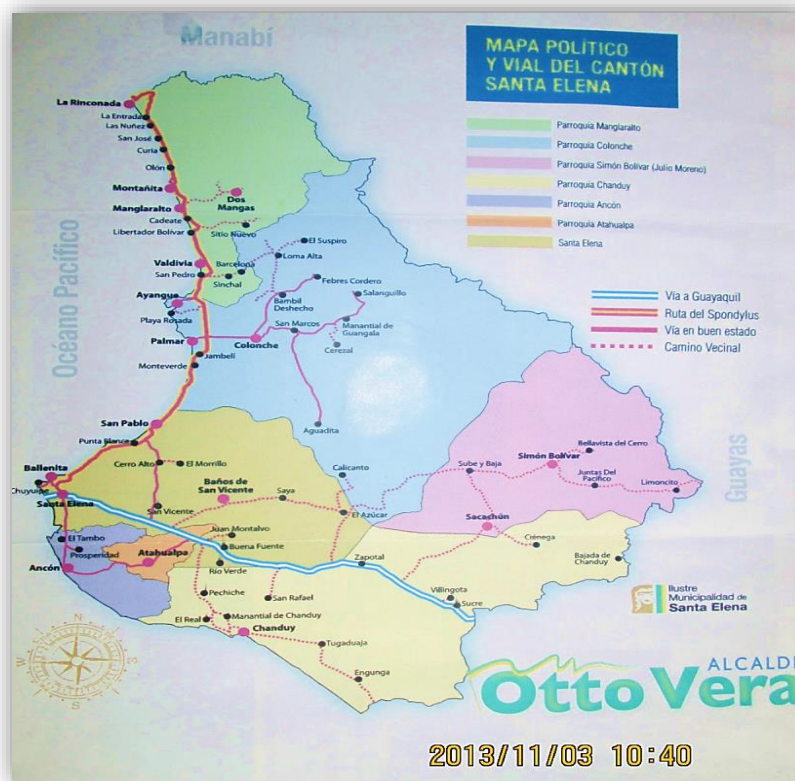 Manabí
MAPA POLÍTICO
Y VIAL DEL CANTÓN
SANTA ELENA
Parroquia Manglaralto
Parroquia Colonche
Parroquia Simón Bolívar (Julio Moreno)
Parroquia Chanduy
Parroquia Ancón
Parroquia Atahualpa
Santa Elena
Vía a Guayaquil
Ruta del Spondylus
Vía en buen estado
Camino Vecinal
Océano Pacífico
Guayas
La Rinconada
La Entrada
Las Nuñez
San José
Curia
Olón
Montañita
Manglaralto
Dos
Mangas
Cadeate
Libertador Bolívar
Sitio Nuevo
El Suspiro
Loma Alta
Valdivia
Barcelona
San Pedro
Sinchal
Febres Cordero
Salanguillo
Ayangue
Bambil
Deshecho
Playa Rosada
San Marcos
Manantial de
Guangala
Palmar
Colonche
Cerezal
Jambelí
Monteverde
San Pablo
Aguadita
Punta Blanca
Bellavista del Cerro
Ballenita
Cerro Alto
El Morrillo
Calicanto
Sube y Baja
Simón Bolívar
Juntas Del
Pacífico
Limoncito
Chuyuipe
Baños de
San Vicente
Saya
Santa Elena
San Vicente
El Azúcar
Sacachún
Juan Montalvo
El Tambo
Prosperidad
Atahualpa
Buena Fuente
Ciénega
Ancón
Río Verde
Zapotal
Bajada de
Chanduy
Pechiche
San Rafael
Villingota
Sucre
El Real
Manantial de Chanduy
Chanduy
Tugaduaja
Engunga
Ilustre
Municipalidad de
Santa Elena
N
W
E
S
ALCALD
Otto Vera
2013/11/03 10:40